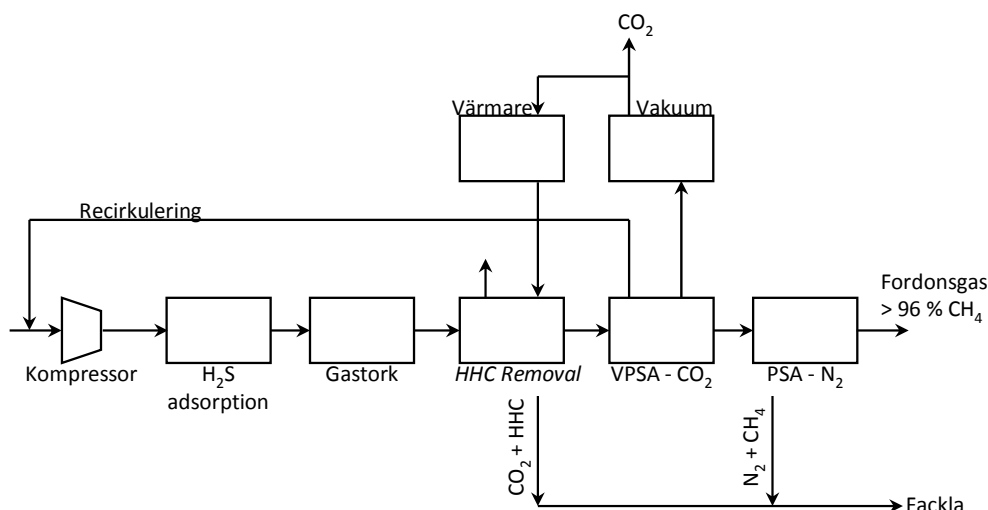 CO₂
Värmare
Vakuum
Recirkulering
Fordonsgas
> 96 % CH₄
Kompressor
H₂S
adsorption
Gastork
HHC Removal
VPSA - CO₂
PSA - N₂
CO₂ + HHC
N₂ + CH₄
Fackla